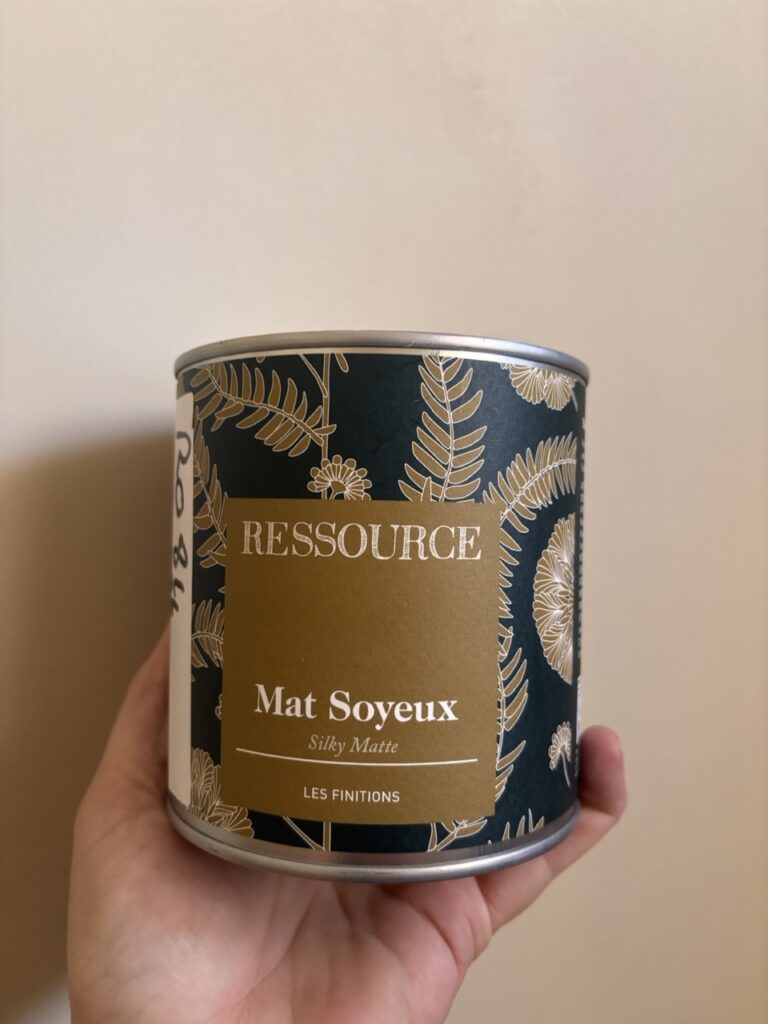 RESSOURCE
Mat Soyeux
Silky Matte
LES FINITIONS